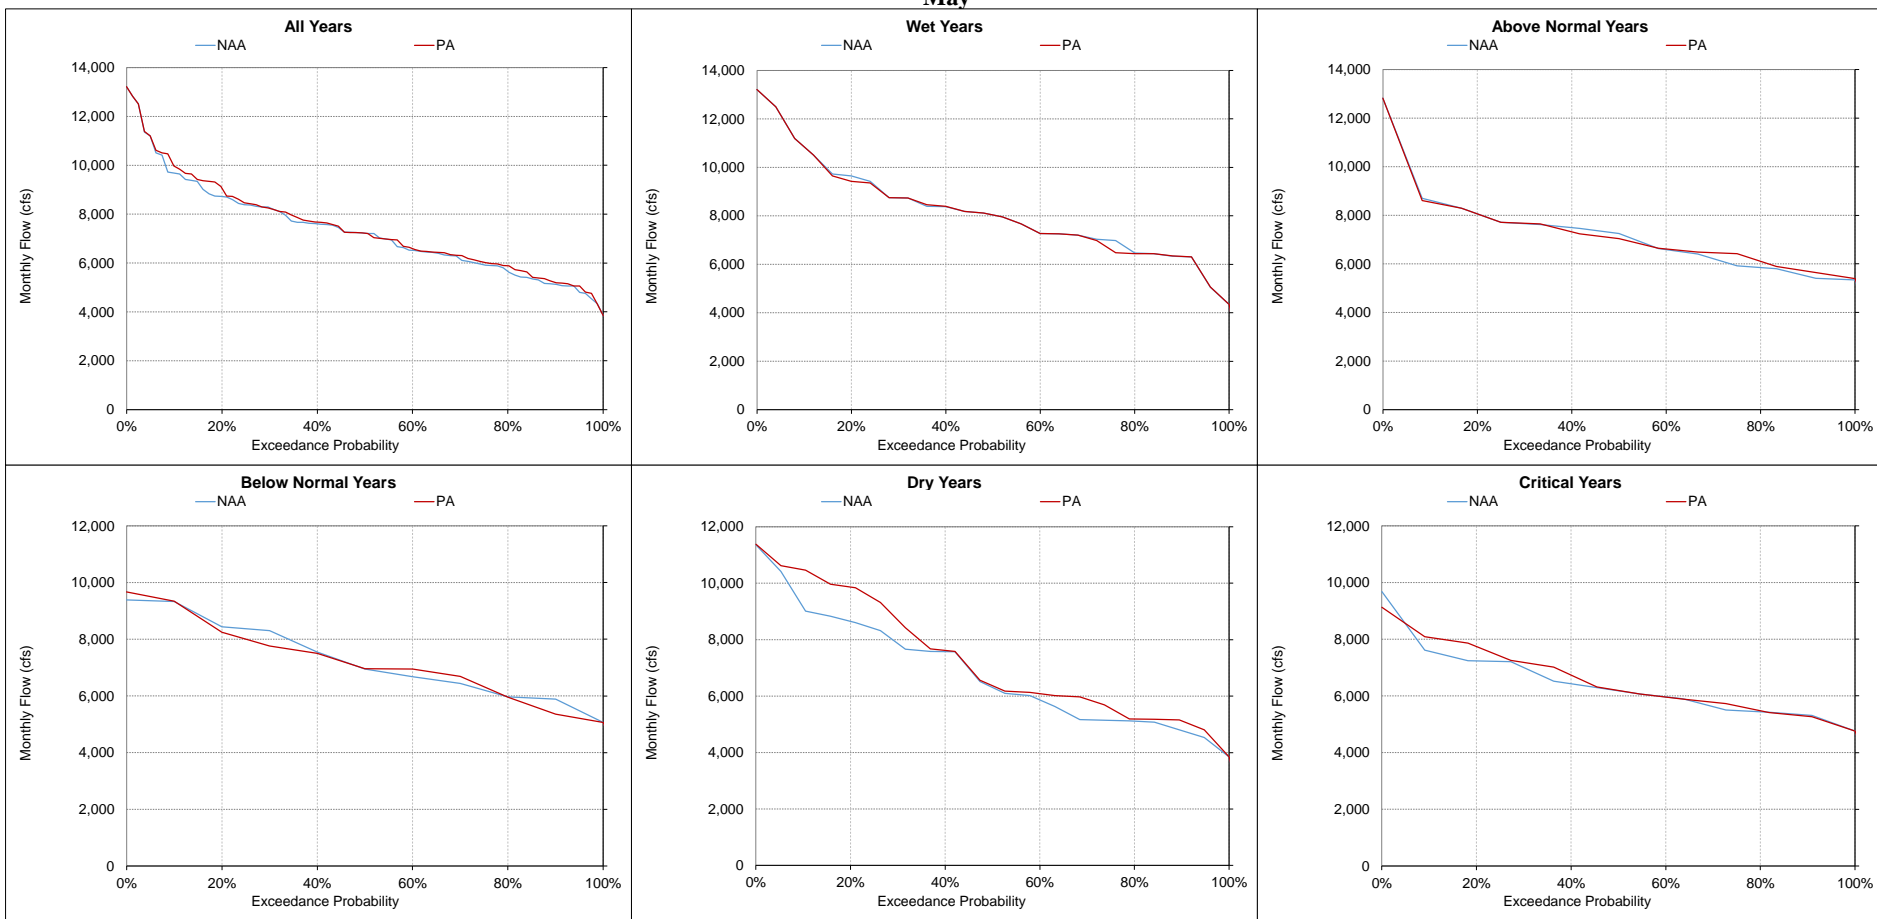 May
All Years
NAA PA
14,000
12,000
10,000
8,000
6,000
4,000
2,000
0
Monthly Flow (cfs)
0% 20% 40% 60% 80% 100%
Exceedance Probability
Wet Years
NAA PA
14,000
12,000
10,000
8,000
6,000
4,000
2,000
0
Monthly Flow (cfs)
0% 20% 40% 60% 80% 100%
Exceedance Probability
Above Normal Years
NAA PA
14,000
12,000
10,000
8,000
6,000
4,000
2,000
0
Monthly Flow (cfs)
0% 20% 40% 60% 80% 100%
Exceedance Probability
Below Normal Years
NAA PA
12,000
10,000
8,000
6,000
4,000
2,000
0
Monthly Flow (cfs)
0% 20% 40% 60% 80% 100%
Exceedance Probability
Dry Years
NAA PA
12,000
10,000
8,000
6,000
4,000
2,000
0
Monthly Flow (cfs)
0% 20% 40% 60% 80% 100%
Exceedance Probability
Critical Years
NAA PA
12,000
10,000
8,000
6,000
4,000
2,000
0
Monthly Flow (cfs)
0% 20% 40% 60% 80% 100%
Exceedance Probability